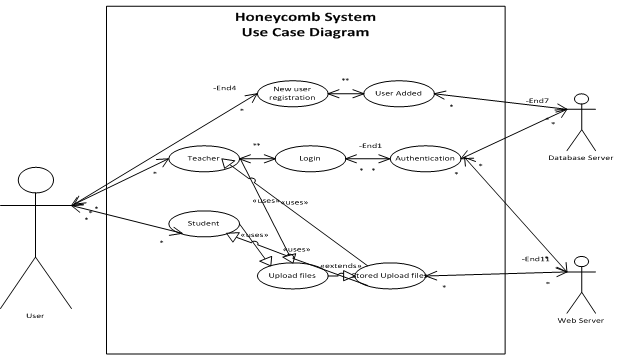 Honeycomb System
Use Case Diagram
-End4
*
New user
registration
**
User Added
*
-End7
*
*
Database Server
*
Teacher
**
Login
-End1
* *
Authentication
*
*
*
*
*
Student
*
«uses»
«uses»
«uses»
«uses»
«extends»
Upload files
Stored Upload files
*
-End11
*
*
User
Web Server